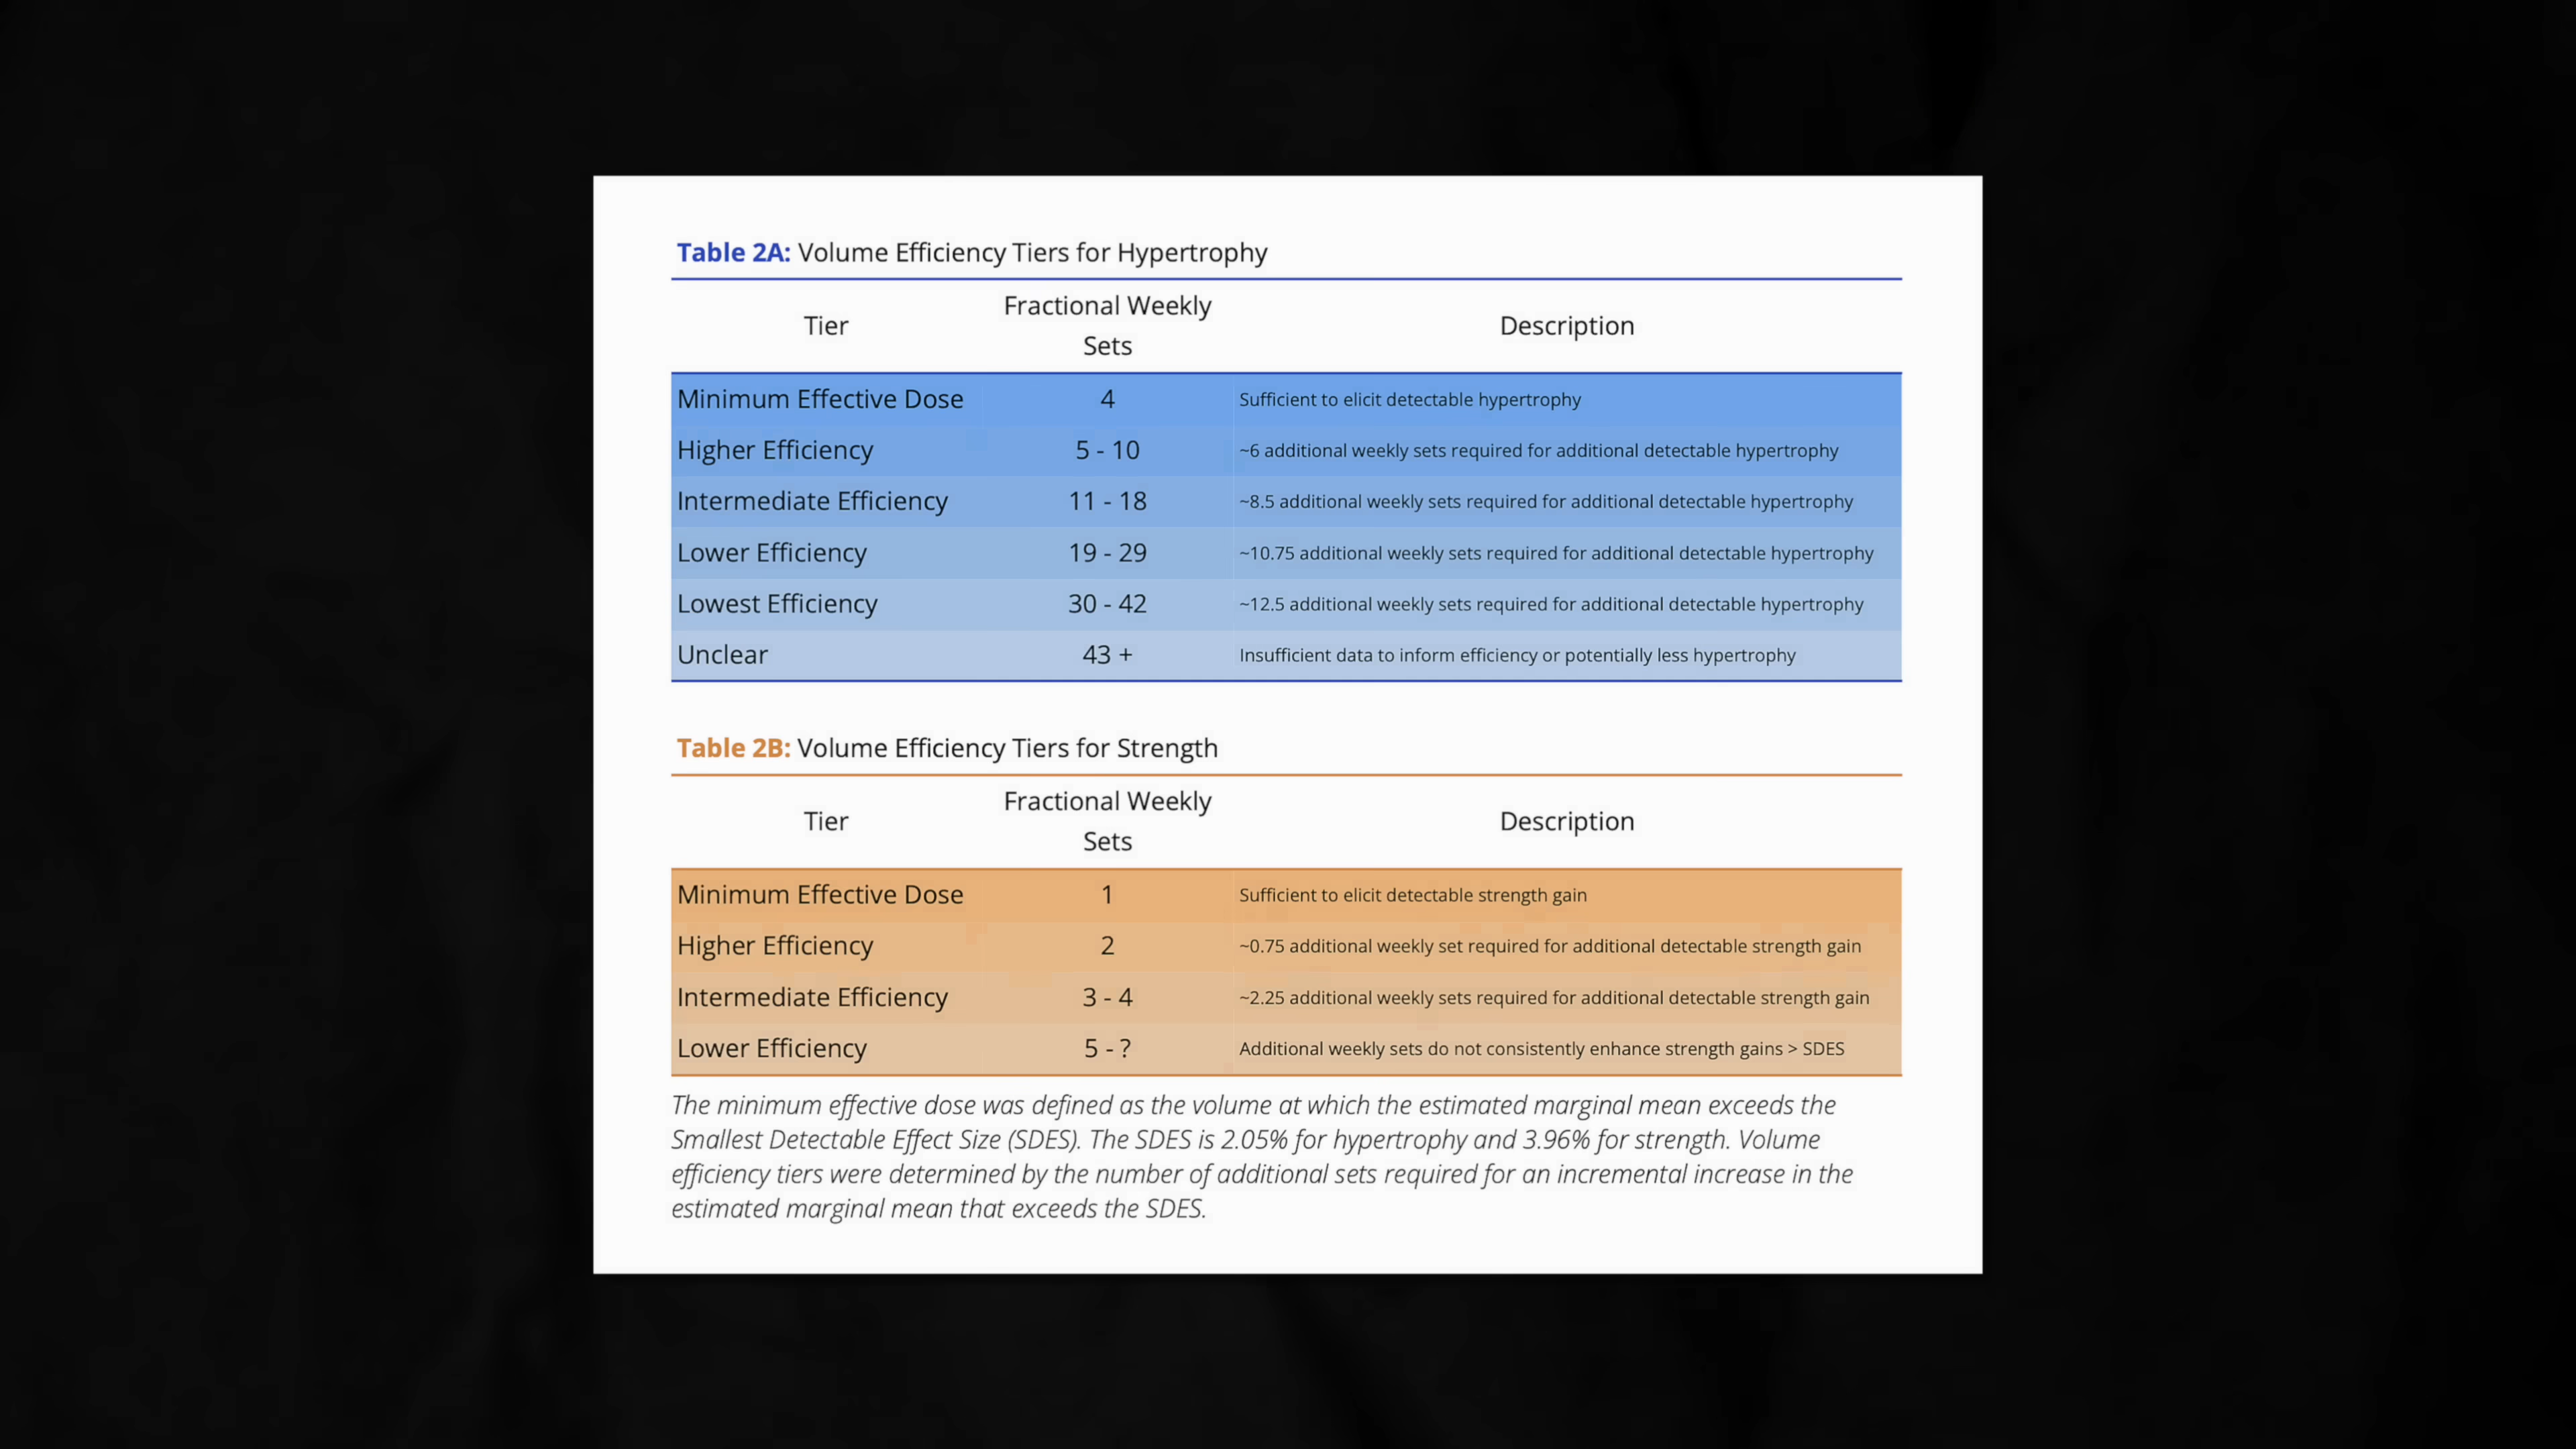 Table 2A: Volume Efficiency Tiers for Hypertrophy
Tier Fractional Weekly Sets Description
Minimum Effective Dose 4 Sufficient to elicit detectable hypertrophy
Higher Efficiency 5 - 10 ~6 additional weekly sets required for additional detectable hypertrophy
Intermediate Efficiency 11 - 18 ~8.5 additional weekly sets required for additional detectable hypertrophy
Lower Efficiency 19 - 29 ~10.75 additional weekly sets required for additional detectable hypertrophy
Lowest Efficiency 30 - 42 ~12.5 additional weekly sets required for additional detectable hypertrophy
Unclear 43 + Insufficient data to inform efficiency or potentially less hypertrophy
Table 2B: Volume Efficiency Tiers for Strength
Tier Fractional Weekly Sets Description
Minimum Effective Dose 1 Sufficient to elicit detectable strength gain
Higher Efficiency 2 ~0.75 additional weekly set required for additional detectable strength gain
Intermediate Efficiency 3 - 4 ~2.25 additional weekly sets required for additional detectable strength gain
Lower Efficiency 5 - ? Additional weekly sets do not consistently enhance strength gains > SDES
The minimum effective dose was defined as the volume at which the estimated marginal mean exceeds the
Smallest Detectable Effect Size (SDES). The SDES is 2.05% for hypertrophy and 3.96% for strength. Volume
efficiency tiers were determined by the number of additional sets required for an incremental increase in the
estimated marginal mean that exceeds the SDES.